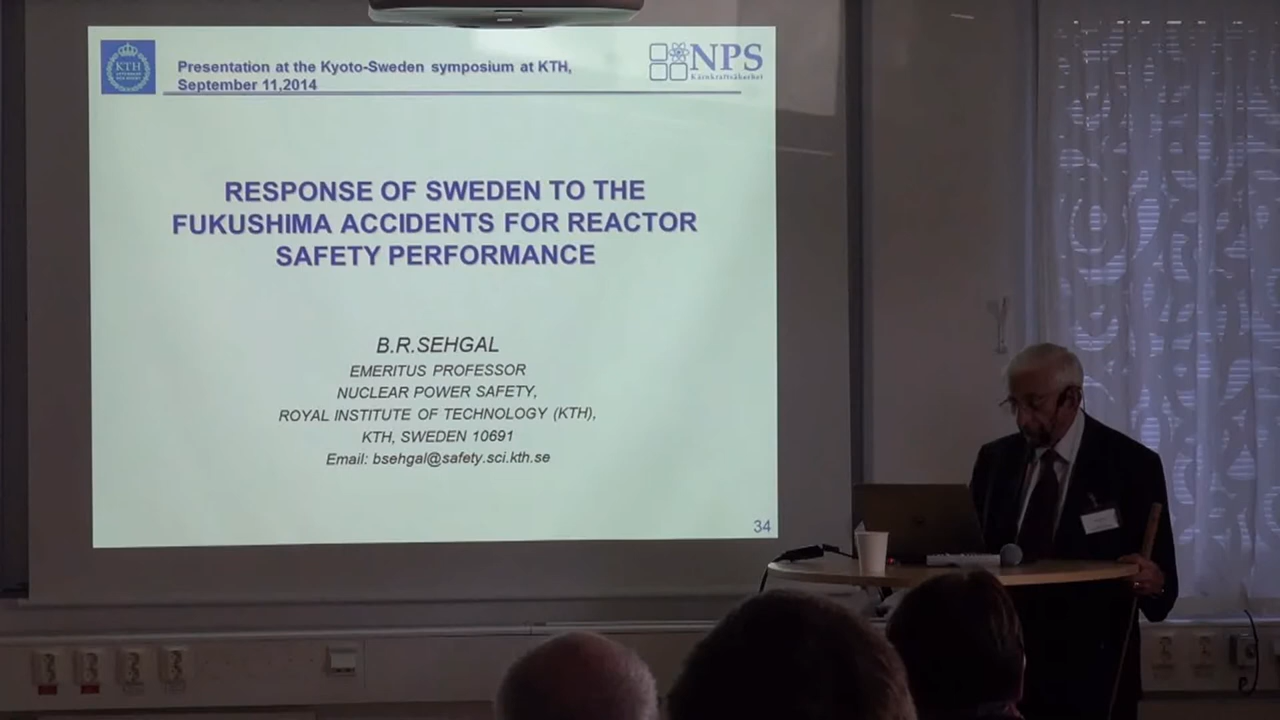 KTH
Presentation at the Kyoto-Sweden symposium at KTH,
September 11,2014
NPS
Kärnkraftsäkerhet
RESPONSE OF SWEDEN TO THE
FUKUSHIMA ACCIDENTS FOR REACTOR
SAFETY PERFORMANCE
B.R.SEHGAL
EMERITUS PROFESSOR
NUCLEAR POWER SAFETY,
ROYAL INSTITUTE OF TECHNOLOGY (KTH),
KTH, SWEDEN 10691
Email: bsehgal@safety.sci.kth.se
34